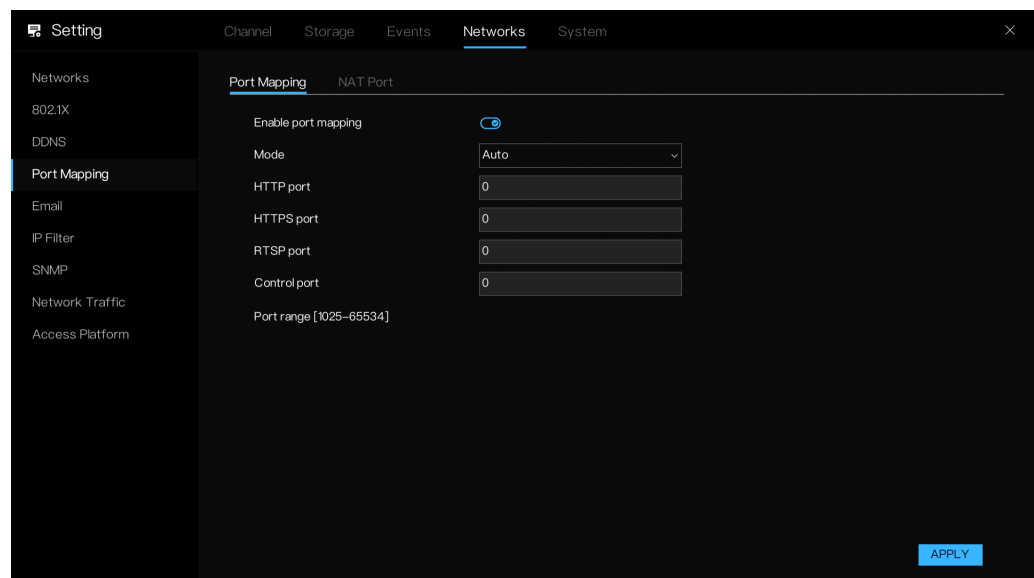 Setting Channel Storage Events Networks System
Networks
802.1X
DDNS
Port Mapping
Email
IP Filter
SNMP
Network Traffic
Access Platform
Port Mapping NAT Port
Enable port mapping
Mode Auto
HTTP port 0
HTTPS port 0
RTSP port 0
Control port 0
Port range [1025-65534]
APPLY